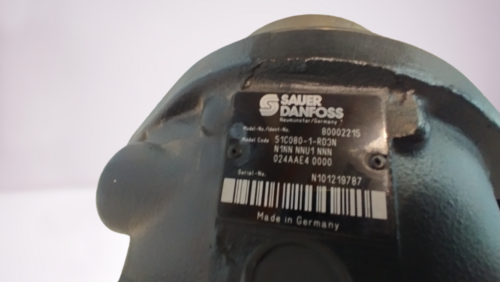 SAUER
DANFOSS
Neumünster/Germany
Model-No./Ident-No. 80002215
Model Code 51C080-1-RD3N
N1NN NNU1 NNN
024AAE4 0000
Serial-No. N101219787
Made in Germany